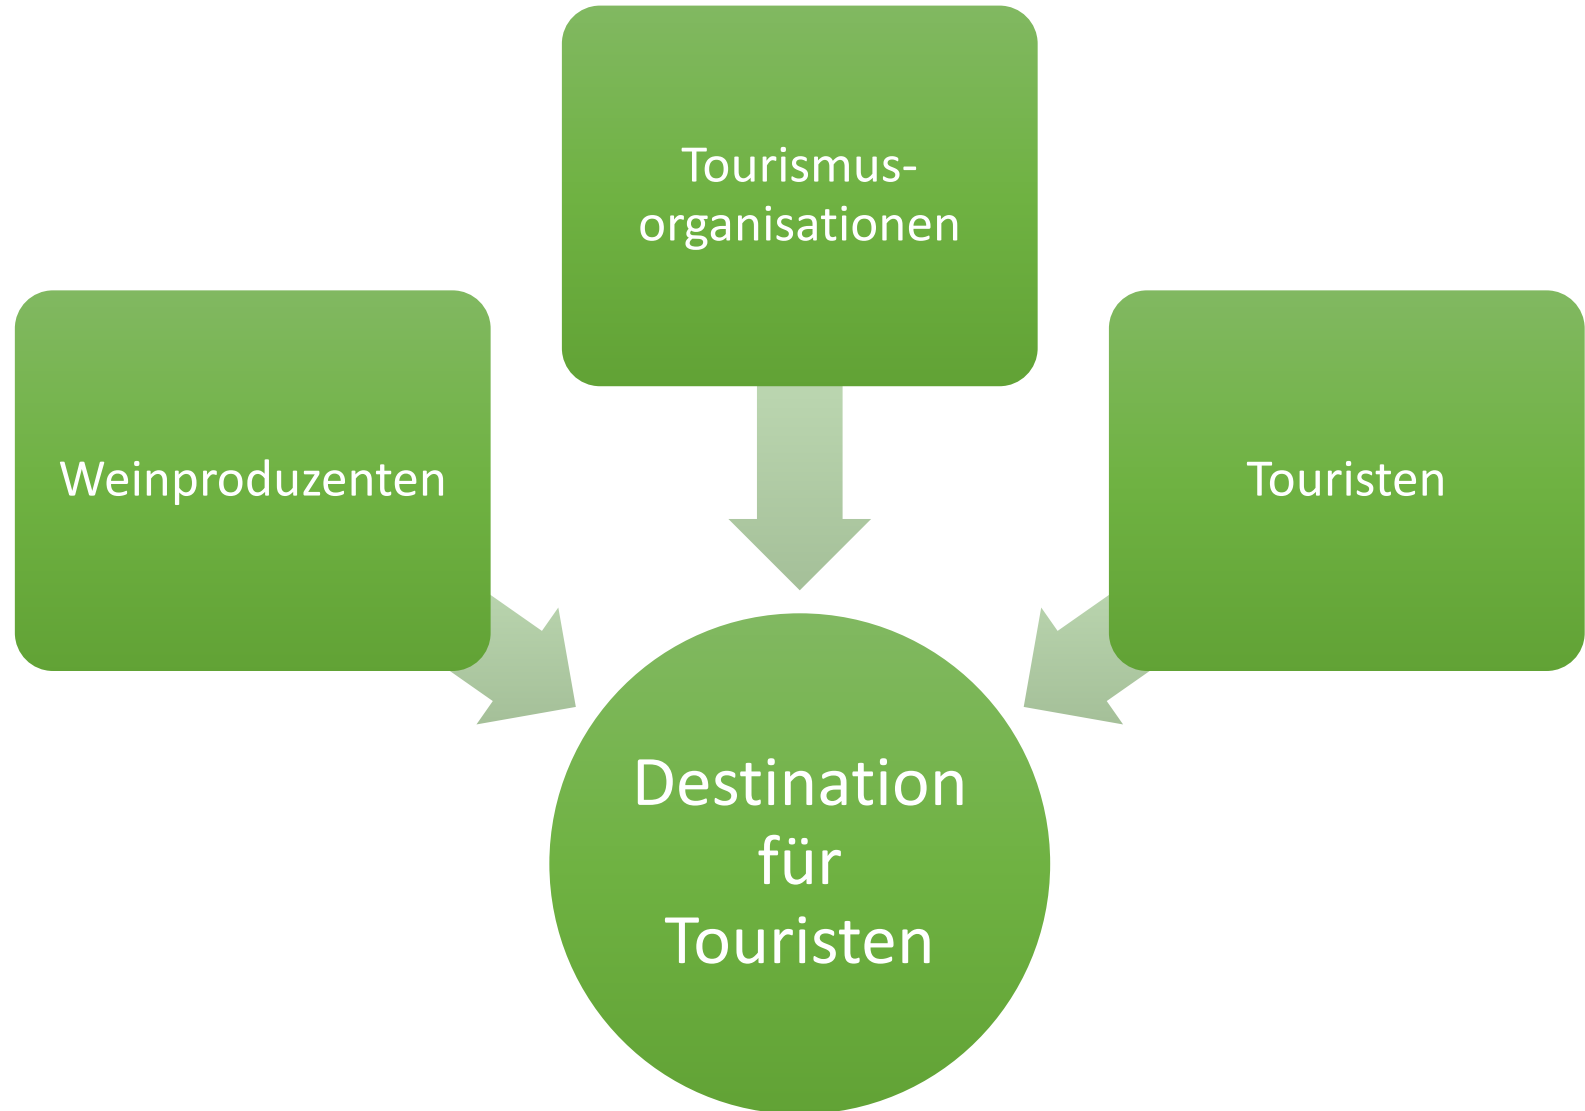 Tourismus-
organisationen
Weinproduzenten
Touristen
Destination
für
Touristen